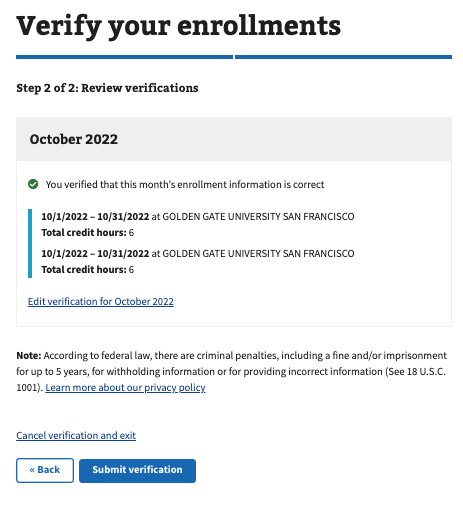 Verify your enrollments
Step 2 of 2: Review verifications
October 2022
You verified that this month's enrollment information is correct
10/1/2022 – 10/31/2022 at GOLDEN GATE UNIVERSITY SAN FRANCISCO
Total credit hours: 6
10/1/2022 – 10/31/2022 at GOLDEN GATE UNIVERSITY SAN FRANCISCO
Total credit hours: 6
Edit verification for October 2022
Note: According to federal law, there are criminal penalties, including a fine and/or imprisonment
for up to 5 years, for withholding information or for providing incorrect information (See 18 U.S.C.
1001). Learn more about our privacy policy
Cancel verification and exit
« Back
Submit verification